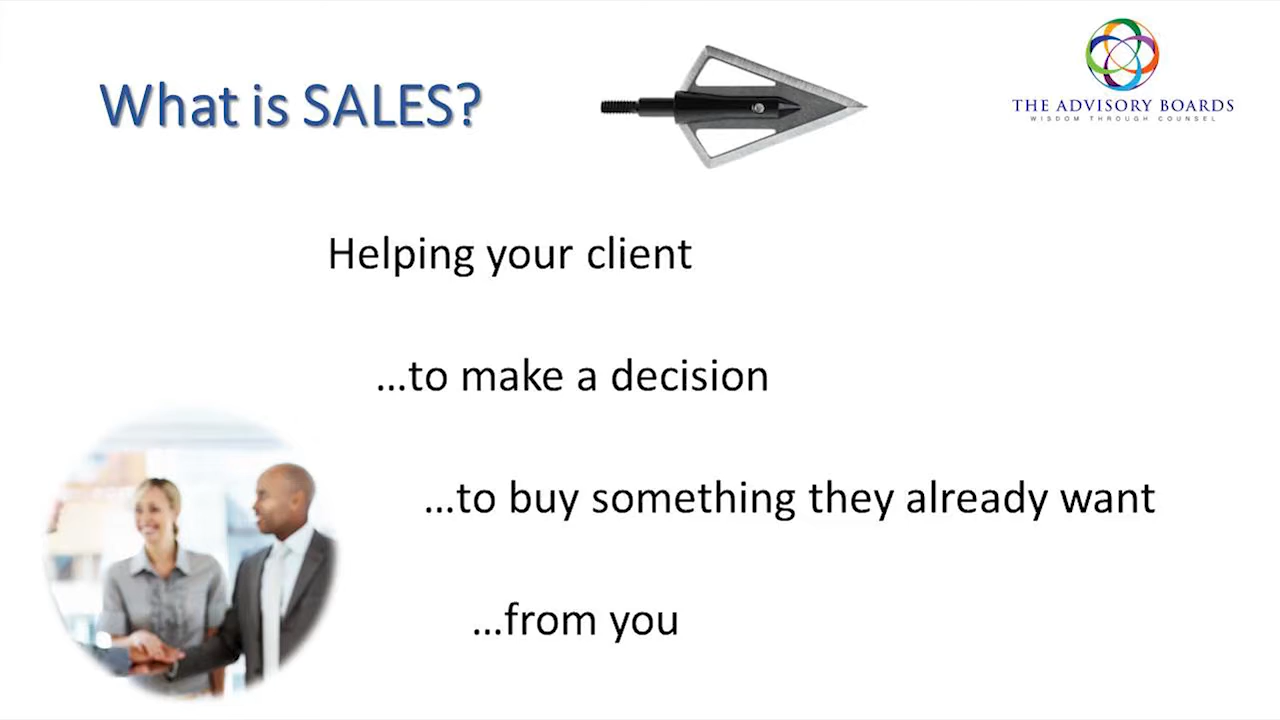 What is SALES?
THE ADVISORY BOARDS
WISDOM THROUGH COUNSEL
Helping your client
...to make a decision
...to buy something they already want
...from you